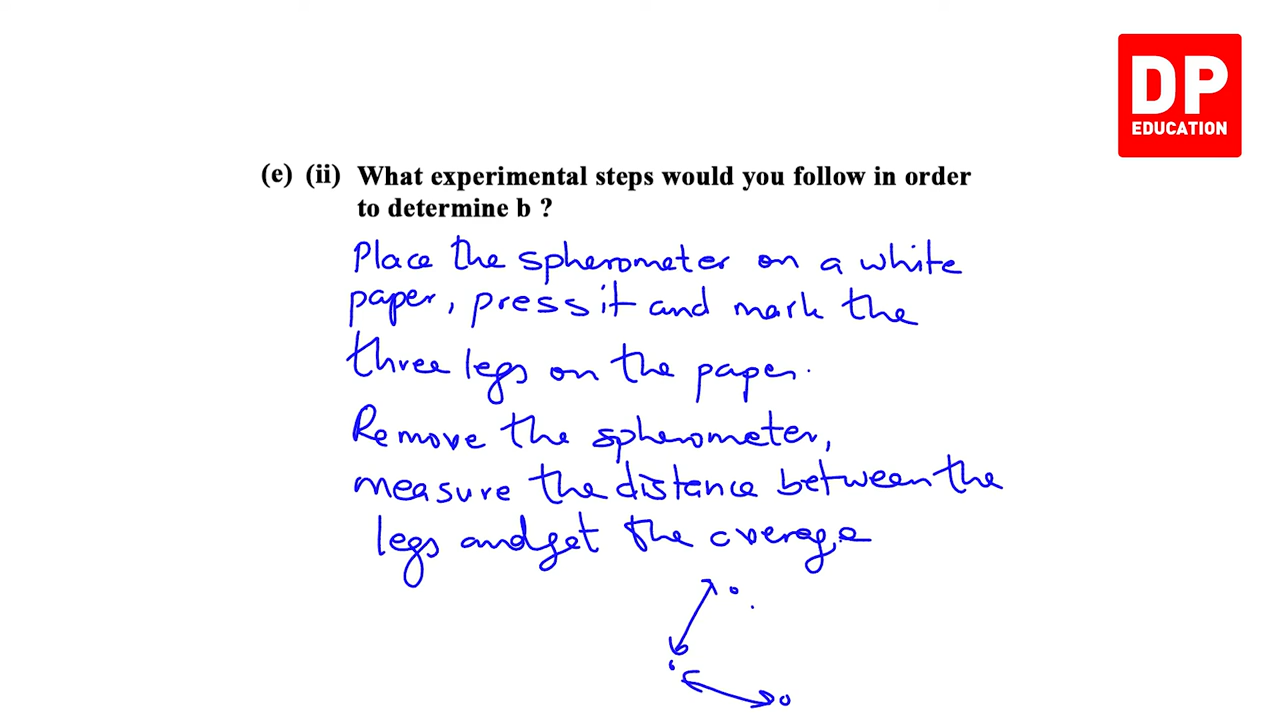 DP
EDUCATION
(e) (ii) What experimental steps would you follow in order
to determine b ?
Place the spherometer on a white
paper, press it and mark the
three legs on the paper.
Remove the spherometer,
measure the distance between the
legs and get the average